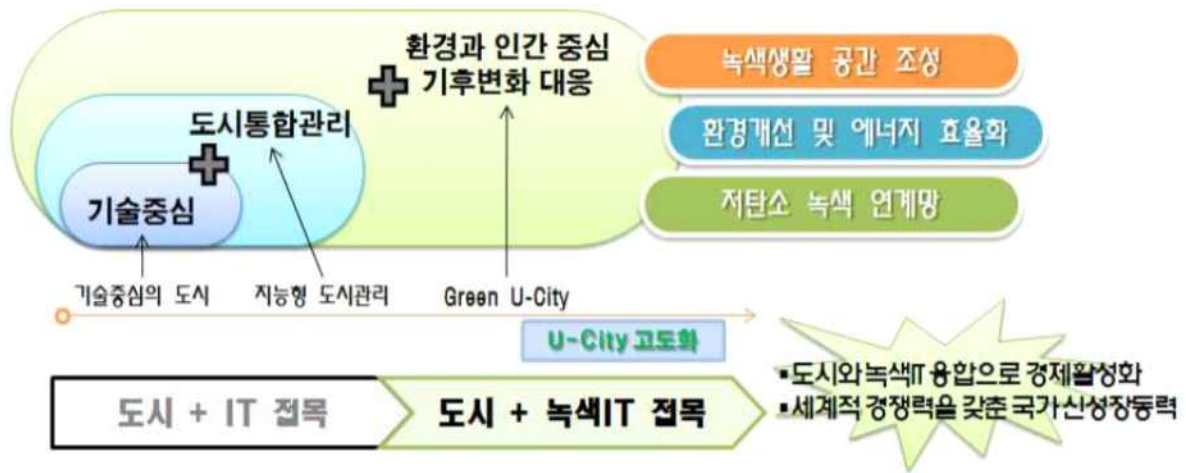 환경과 인간 중심
기후변화 대응
녹색생활 공간 조성
도시통합관리
환경개선 및 에너지 효율화
기술중심
저탄소 녹색 연계망
기술중심의 도시
지능형 도시관리
Green U-City
U-City 고도화
도시 + IT 접목
도시 + 녹색IT 접목
▪도시와 녹색IT 융합으로 경제활성화
▪세계적 경쟁력을 갖춘 국가 신성장동력